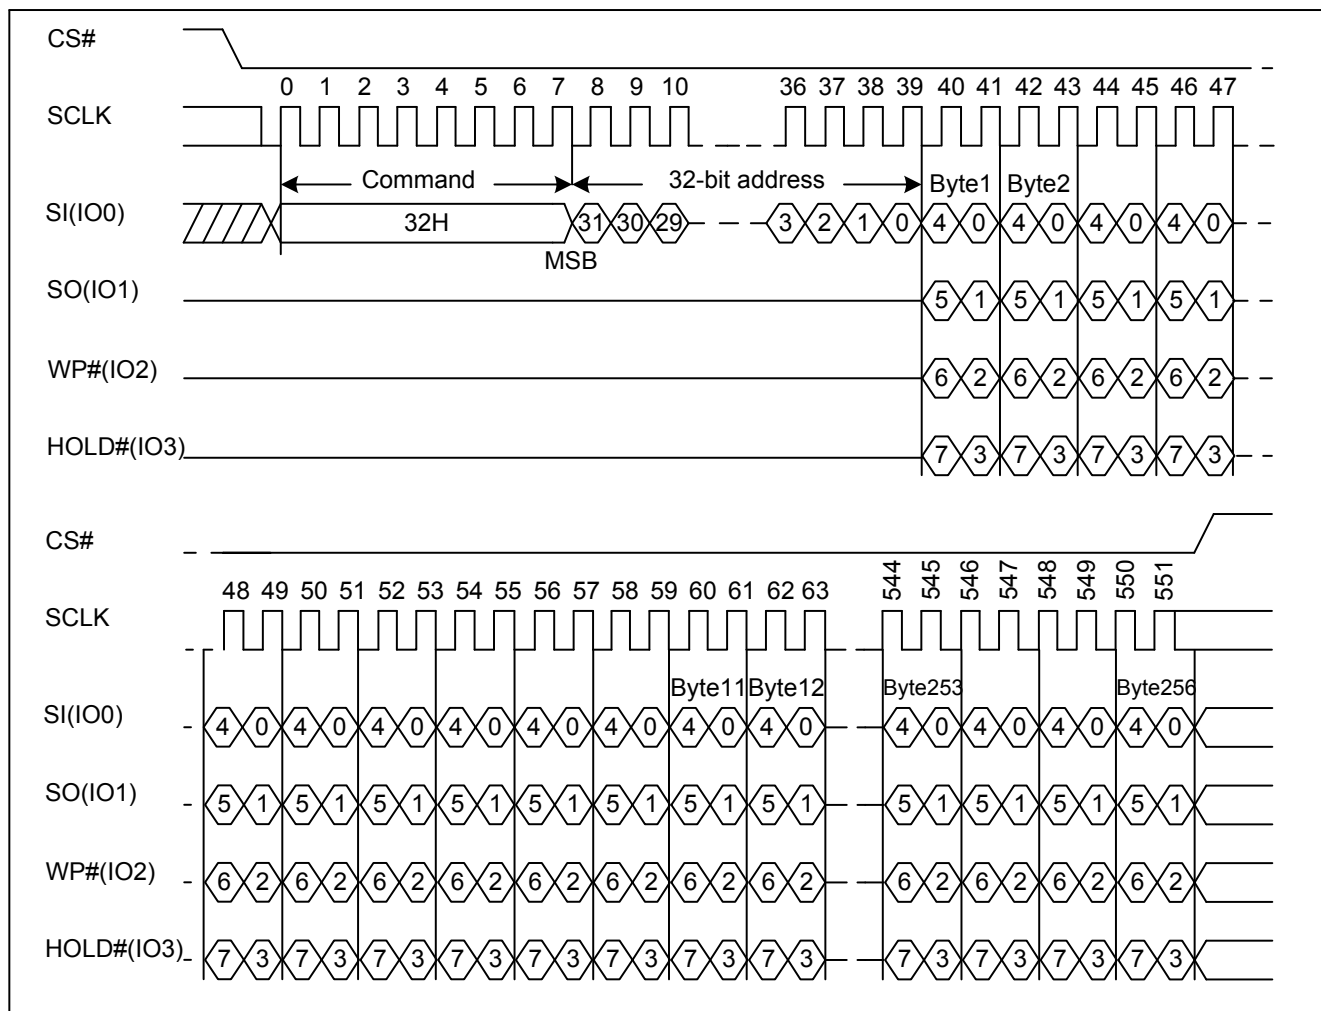 CS#
0 1 2 3 4 5 6 7 8 9 10 36 37 38 39 40 41 42 43 44 45 46 47
SCLK
Command 32-bit address Byte1 Byte2
SI(IO0) 32H 31 30 29 3 2 1 0 4 0 4 0 4 0 4 0
MSB
SO(IO1) 5 1 5 1 5 1 5 1
WP#(IO2) 6 2 6 2 6 2 6 2
HOLD#(IO3) 7 3 7 3 7 3 7 3
CS#
48 49 50 51 52 53 54 55 56 57 58 59 60 61 62 63 544 545 546 547 548 549 550 551
SCLK
Byte11 Byte12 Byte253 Byte256
SI(IO0) 4 0 4 0 4 0 4 0 4 0 4 0 4 0 4 0 4 0 4 0 4 0 4 0
SO(IO1) 5 1 5 1 5 1 5 1 5 1 5 1 5 1 5 1 5 1 5 1 5 1 5 1
WP#(IO2) 6 2 6 2 6 2 6 2 6 2 6 2 6 2 6 2 6 2 6 2 6 2 6 2
HOLD#(IO3) 7 3 7 3 7 3 7 3 7 3 7 3 7 3 7 3 7 3 7 3 7 3 7 3